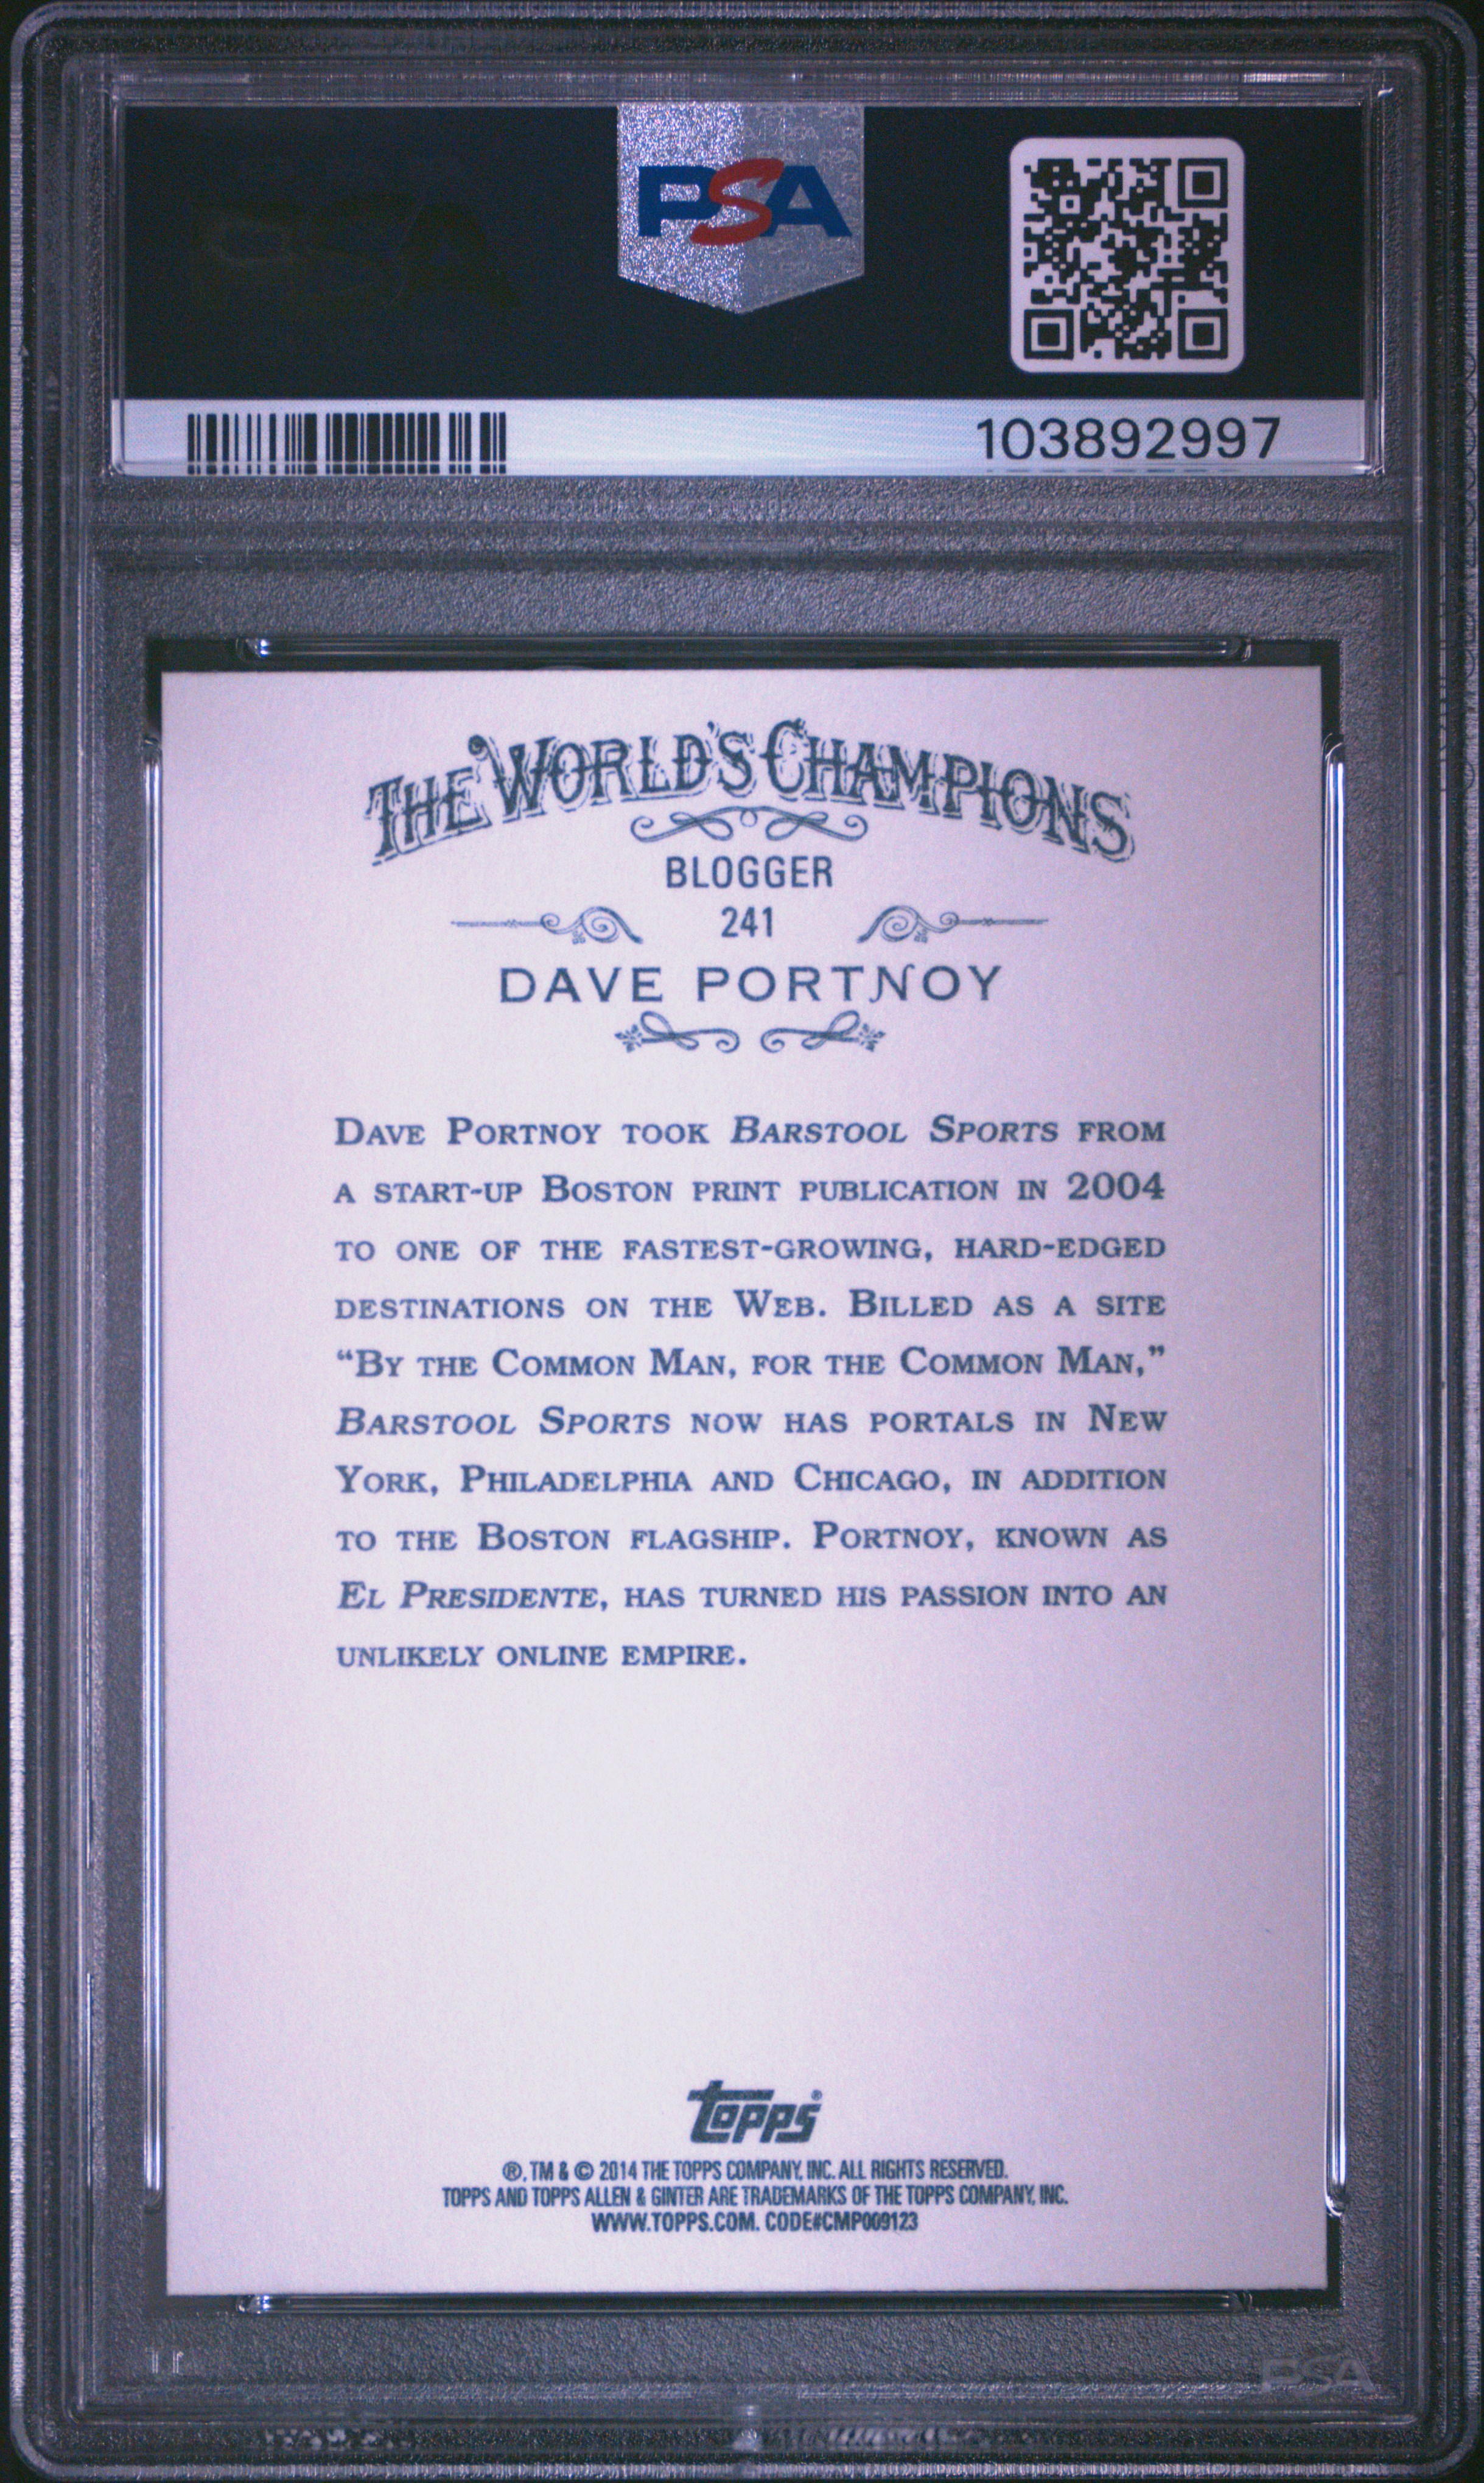 PSA
103892997
THE WORLD'S CHAMPIONS
BLOGGER
241
DAVE PORTNOY
DAVE PORTNOY TOOK BARSTOOL SPORTS FROM
A START-UP BOSTON PRINT PUBLICATION IN 2004
TO ONE OF THE FASTEST-GROWING, HARD-EDGED
DESTINATIONS ON THE WEB. BILLED AS A SITE
“BY THE COMMON MAN, FOR THE COMMON MAN,”
BARSTOOL SPORTS NOW HAS PORTALS IN NEW
YORK, PHILADELPHIA AND CHICAGO, IN ADDITION
TO THE BOSTON FLAGSHIP. PORTNOY, KNOWN AS
EL PRESIDENTE, HAS TURNED HIS PASSION INTO AN
UNLIKELY ONLINE EMPIRE.
Topps®
®, TM & © 2014 THE TOPPS COMPANY, INC. ALL RIGHTS RESERVED.
TOPPS AND TOPPS ALLEN & GINTER ARE TRADEMARKS OF THE TOPPS COMPANY, INC.
WWW.TOPPS.COM. CODE#CMP009123
PSA